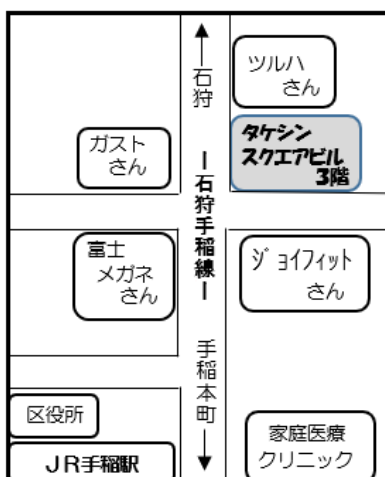 石狩
ツルハ
さん
ガスト
さん
タケシン
スクエアビル
3階
ー石狩手稲線ー
富士
メガネ
さん
ジョイフィット
さん
手稲本町
区役所
JR手稲駅
家庭医療
クリニック